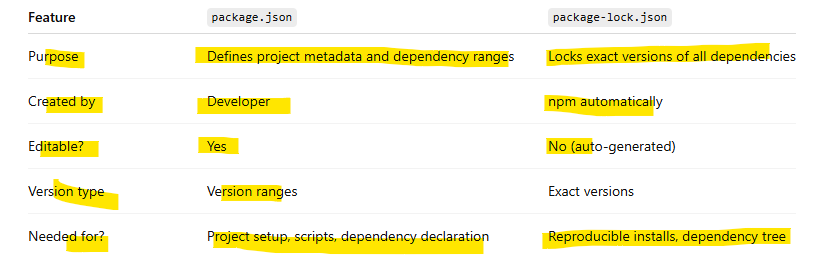 Feature package.json package-lock.json
Purpose Defines project metadata and dependency ranges Locks exact versions of all dependencies
Created by Developer npm automatically
Editable? Yes No (auto-generated)
Version type Version ranges Exact versions
Needed for? Project setup, scripts, dependency declaration Reproducible installs, dependency tree